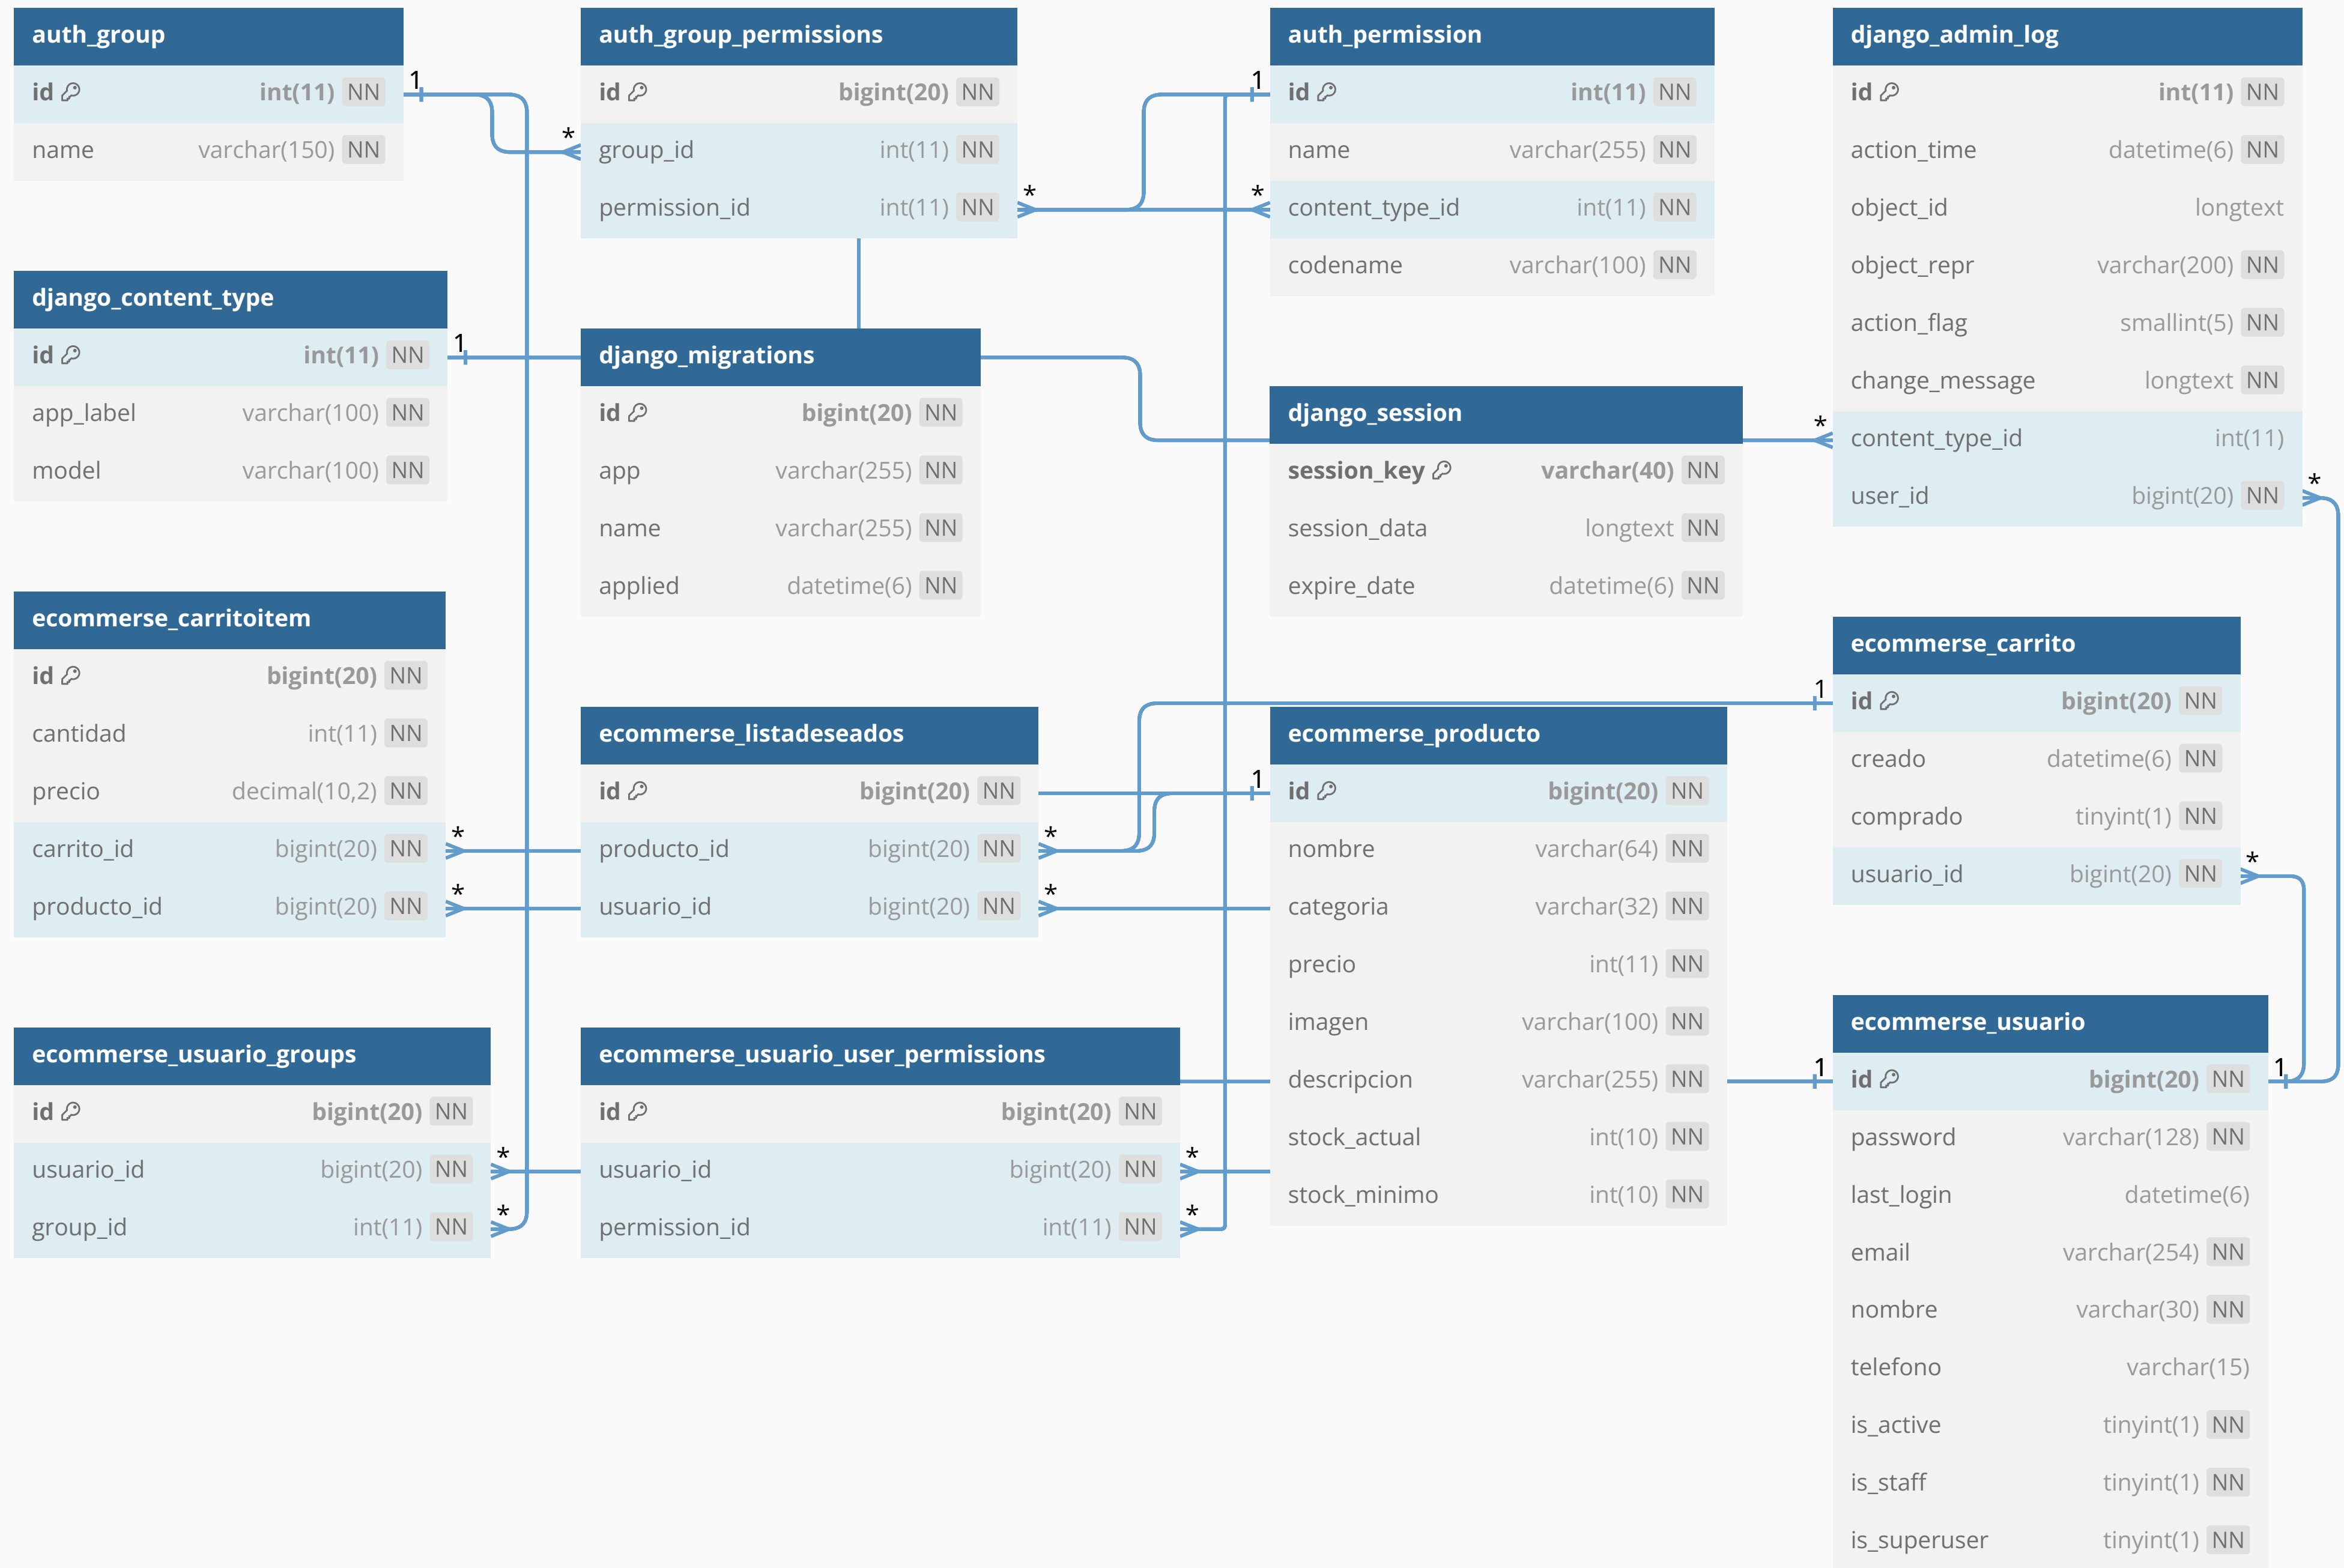 auth_group
id int(11) NN
name varchar(150) NN
1
auth_group_permissions
id bigint(20) NN
* group_id int(11) NN
permission_id int(11) NN *
auth_permission
1 id int(11) NN
name varchar(255) NN
* content_type_id int(11) NN
codename varchar(100) NN
django_admin_log
id int(11) NN
action_time datetime(6) NN
object_id longtext
object_repr varchar(200) NN
action_flag smallint(5) NN
change_message longtext NN
* content_type_id int(11)
user_id bigint(20) NN *
django_content_type
id int(11) NN 1
app_label varchar(100) NN
model varchar(100) NN
django_migrations
id bigint(20) NN
app varchar(255) NN
name varchar(255) NN
applied datetime(6) NN
django_session
session_key varchar(40) NN
session_data longtext NN
expire_date datetime(6) NN
ecommerse_carritoitem
id bigint(20) NN
cantidad int(11) NN
precio decimal(10,2) NN
carrito_id bigint(20) NN *
producto_id bigint(20) NN *
ecommerse_listadeseados
id bigint(20) NN
producto_id bigint(20) NN *
usuario_id bigint(20) NN *
ecommerse_producto
1 id bigint(20) NN
nombre varchar(64) NN
categoria varchar(32) NN
precio int(11) NN
imagen varchar(100) NN
descripcion varchar(255) NN
stock_actual int(10) NN
stock_minimo int(10) NN
ecommerse_carrito
1 id bigint(20) NN
creado datetime(6) NN
comprado tinyint(1) NN
usuario_id bigint(20) NN *
ecommerse_usuario_groups
id bigint(20) NN
usuario_id bigint(20) NN *
group_id int(11) NN *
ecommerse_usuario_user_permissions
id bigint(20) NN
usuario_id bigint(20) NN *
permission_id int(11) NN *
ecommerse_usuario
1 id bigint(20) NN 1
password varchar(128) NN
last_login datetime(6)
email varchar(254) NN
nombre varchar(30) NN
telefono varchar(15)
is_active tinyint(1) NN
is_staff tinyint(1) NN
is_superuser tinyint(1) NN